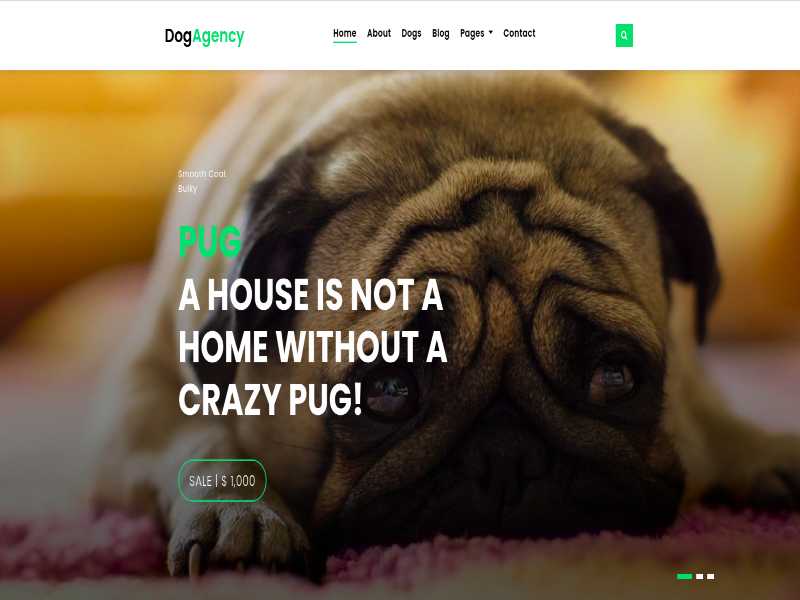 DogAgency
Home About Dogs Blog Pages Contact
Smooth Coat
Bulky
PUG
A HOUSE IS NOT A
HOME WITHOUT A
CRAZY PUG!
SALE | $ 1,000